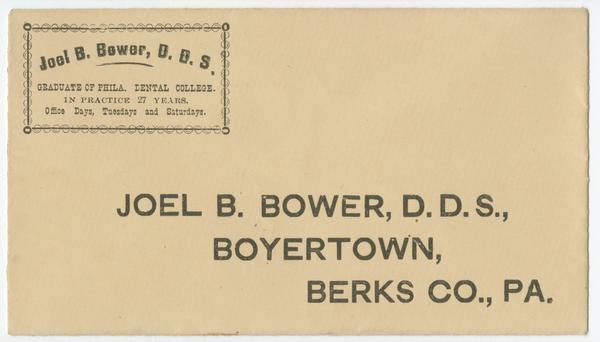 Joel B. Bower, D. D. S.
GRADUATE OF PHILA. DENTAL COLLEGE.
IN PRACTICE 27 YEARS.
Office Days, Tuesdays and Saturdays.
JOEL B. BOWER, D. D. S.,
BOYERTOWN,
BERKS CO., PA.